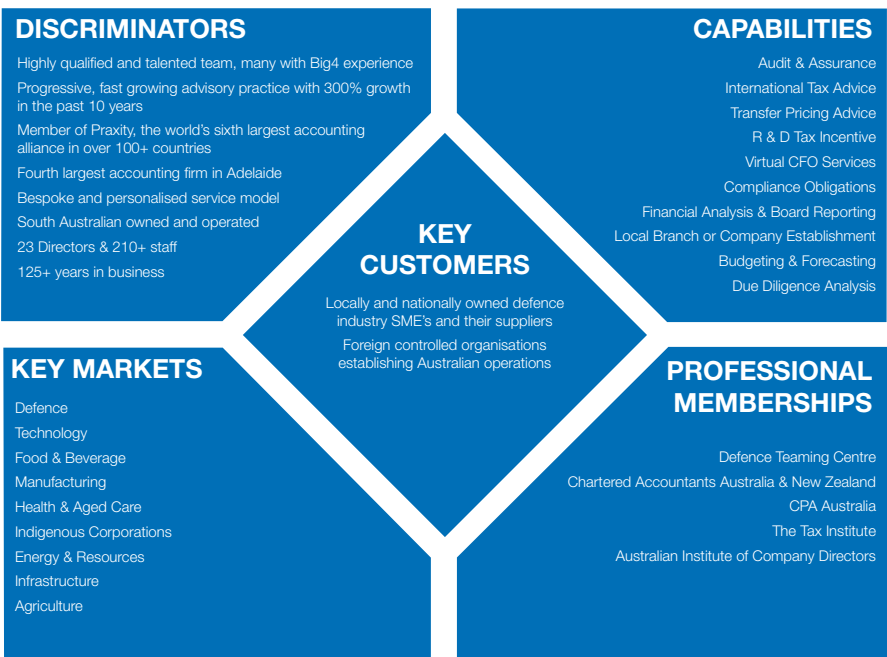 DISCRIMINATORS
Highly qualified and talented team, many with Big4 experience
Progressive, fast growing advisory practice with 300% growth
in the past 10 years
Member of Praxity, the world's sixth largest accounting
alliance in over 100+ countries
Fourth largest accounting firm in Adelaide
Bespoke and personalised service model
South Australian owned and operated
23 Directors & 210+ staff
125+ years in business
CAPABILITIES
Audit & Assurance
International Tax Advice
Transfer Pricing Advice
R & D Tax Incentive
Virtual CFO Services
Compliance Obligations
Financial Analysis & Board Reporting
Local Branch or Company Establishment
Budgeting & Forecasting
Due Diligence Analysis
KEY
CUSTOMERS
Locally and nationally owned defence
industry SME's and their suppliers
Foreign controlled organisations
establishing Australian operations
KEY MARKETS
Defence
Technology
Food & Beverage
Manufacturing
Health & Aged Care
Indigenous Corporations
Energy & Resources
Infrastructure
Agriculture
PROFESSIONAL
MEMBERSHIPS
Defence Teaming Centre
Chartered Accountants Australia & New Zealand
CPA Australia
The Tax Institute
Australian Institute of Company Directors